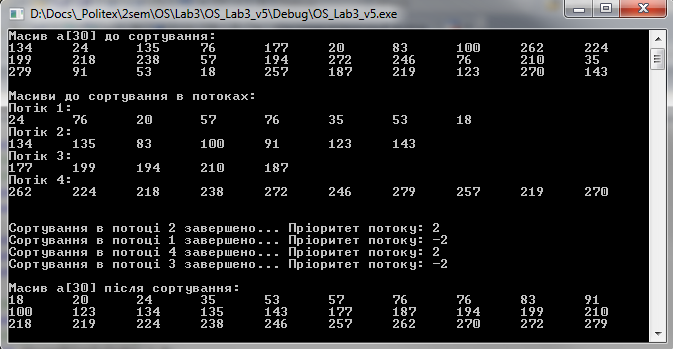 D:\Docs\_Politex\2sem\OS\Lab3\OS_Lab3_v5\Debug\OS_Lab3_v5.exe
Масив a[30] до сортування:
134 24 135 76 177 20 83 100 262 224
199 218 238 57 194 272 246 76 210 35
279 91 53 18 257 187 219 123 270 143
Масиви до сортування в потоках:
Потік 1:
24 76 20 57 76 35 53 18
Потік 2:
134 135 83 100 91 123 143
Потік 3:
177 199 194 210 187
Потік 4:
262 224 218 238 272 246 279 257 219 270
Сортування в потоці 2 завершено... Пріоритет потоку: 2
Сортування в потоці 1 завершено... Пріоритет потоку: -2
Сортування в потоці 4 завершено... Пріоритет потоку: 2
Сортування в потоці 3 завершено... Пріоритет потоку: -2
Масив a[30] після сортування:
18 20 24 35 53 57 76 76 83 91
100 123 134 135 143 177 187 194 199 210
218 219 224 238 246 257 262 270 272 279